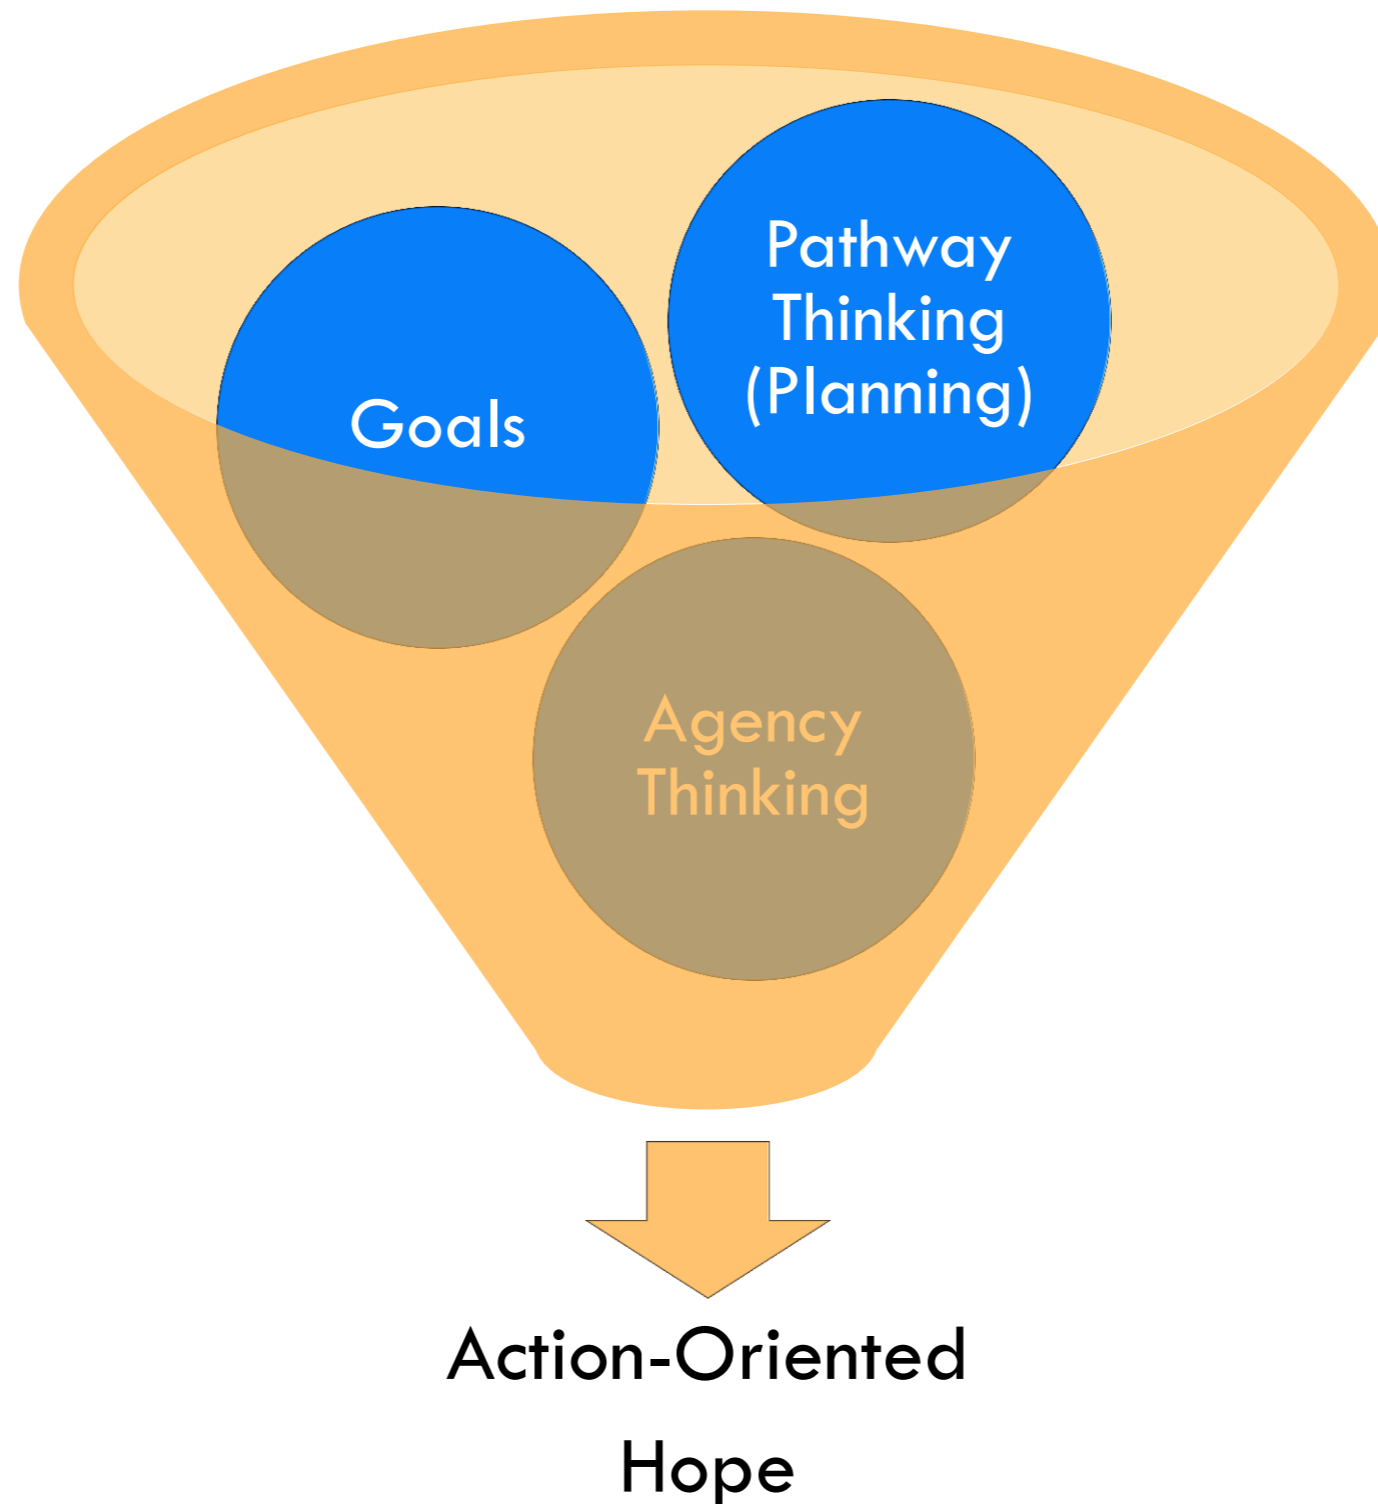 Pathway
Thinking
(Planning)
Goals
Agency
Thinking
Action-Oriented
Hope